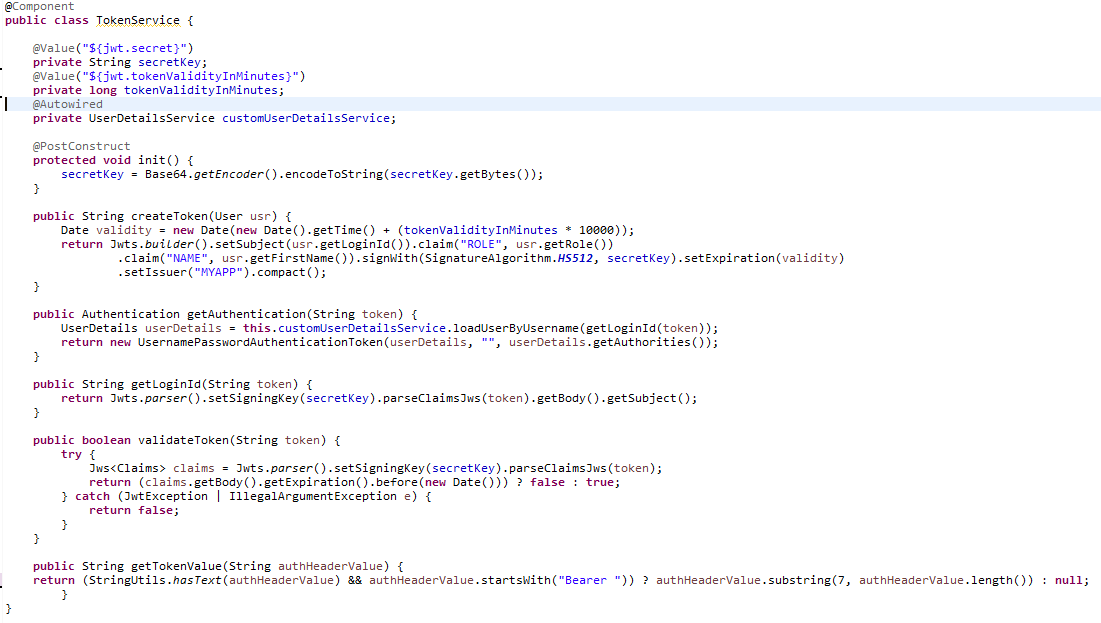 @Component
public class TokenService {
@Value("${jwt.secret}")
private String secretKey;
@Value("${jwt.tokenValidityInMinutes}")
private long tokenValidityInMinutes;
@Autowired
private UserDetailsService customUserDetailsService;
@PostConstruct
protected void init() {
secretKey = Base64.getEncoder().encodeToString(secretKey.getBytes());
}
public String createToken(User usr) {
Date validity = new Date(new Date().getTime() + (tokenValidityInMinutes * 10000));
return Jwts.builder().setSubject(usr.getLoginId()).claim("ROLE", usr.getRole())
.claim("NAME", usr.getFirstName()).signWith(SignatureAlgorithm.HS512, secretKey).setExpiration(validity)
.setIssuer("MYAPP").compact();
}
public Authentication getAuthentication(String token) {
UserDetails userDetails = this.customUserDetailsService.loadUserByUsername(getLoginId(token));
return new UsernamePasswordAuthenticationToken(userDetails, "", userDetails.getAuthorities());
}
public String getLoginId(String token) {
return Jwts.parser().setSigningKey(secretKey).parseClaimsJws(token).getBody().getSubject();
}
public boolean validateToken(String token) {
try {
Jws<Claims> claims = Jwts.parser().setSigningKey(secretKey).parseClaimsJws(token);
return (claims.getBody().getExpiration().before(new Date())) ? false : true;
} catch (JwtException | IllegalArgumentException e) {
return false;
}
}
public String getTokenValue(String authHeaderValue) {
return (StringUtils.hasText(authHeaderValue) && authHeaderValue.startsWith("Bearer ")) ? authHeaderValue.substring(7, authHeaderValue.length()) : null;
}
}